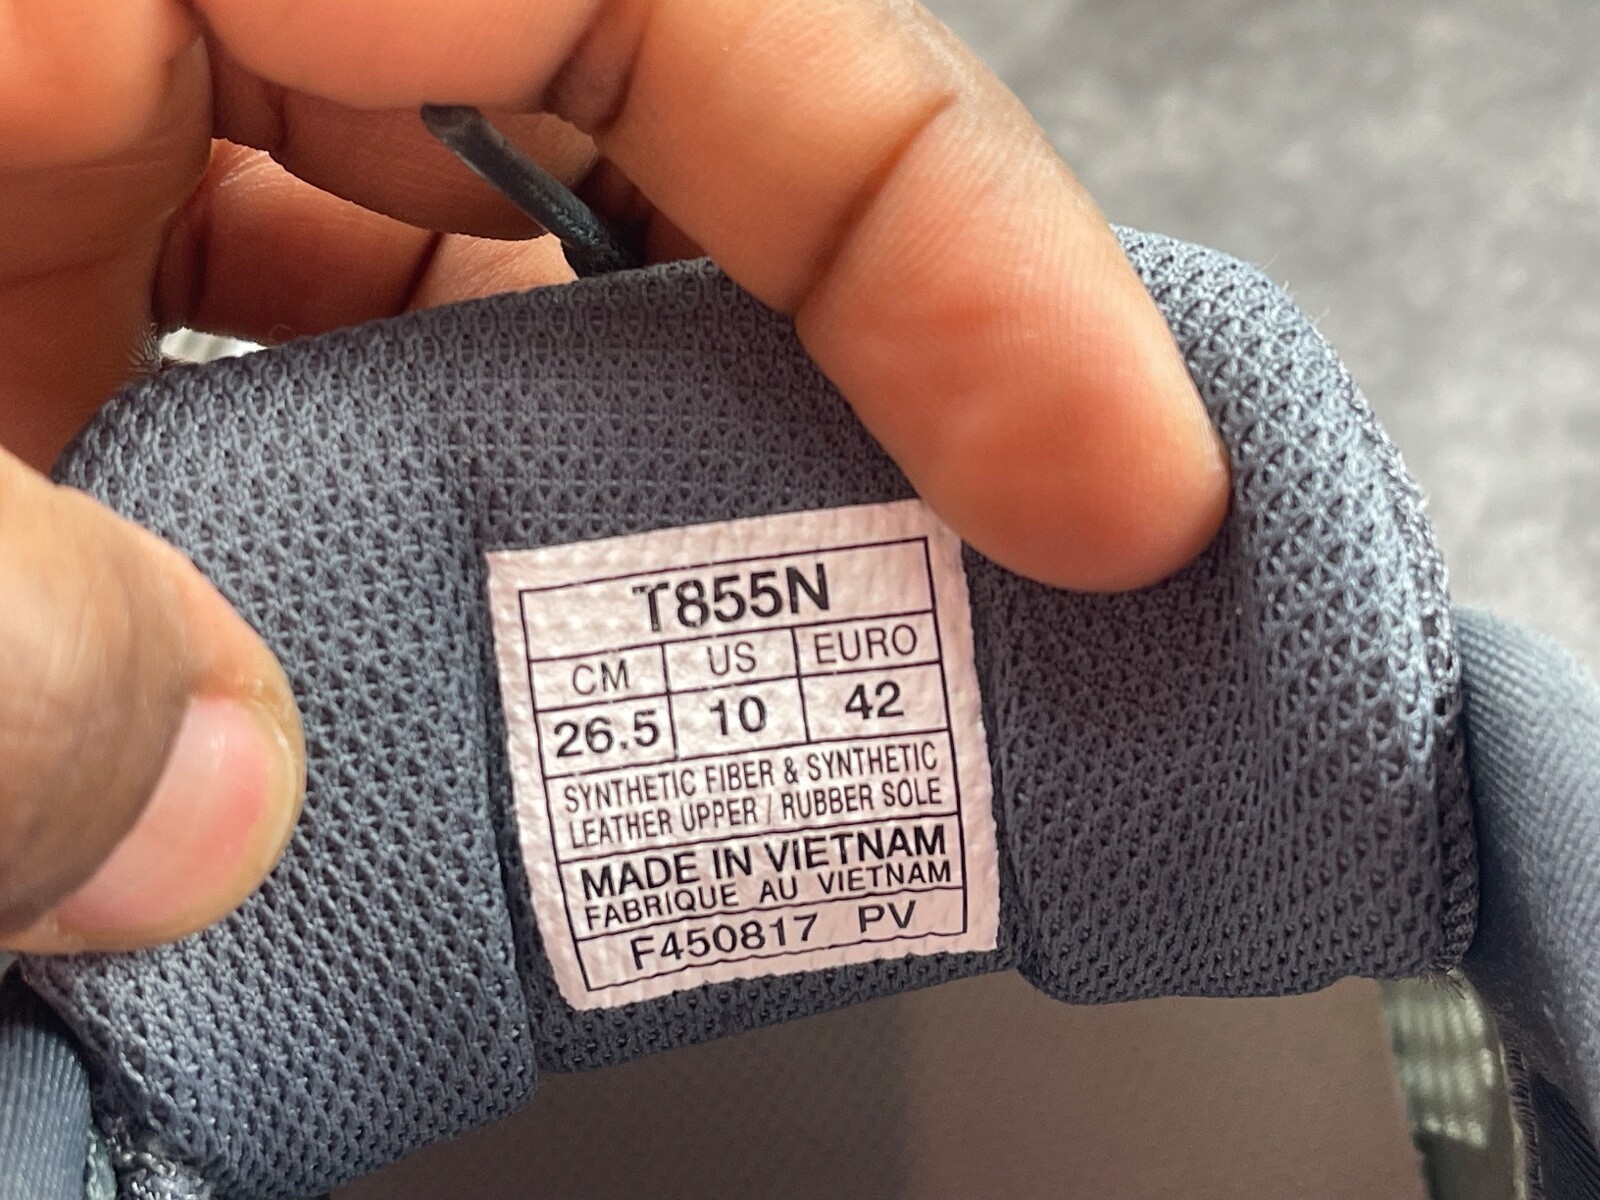 T855N
CM US EURO
26.5 10 42
SYNTHETIC FIBER & SYNTHETIC
LEATHER UPPER / RUBBER SOLE
MADE IN VIETNAM
FABRIQUE AU VIETNAM
F450817 PV